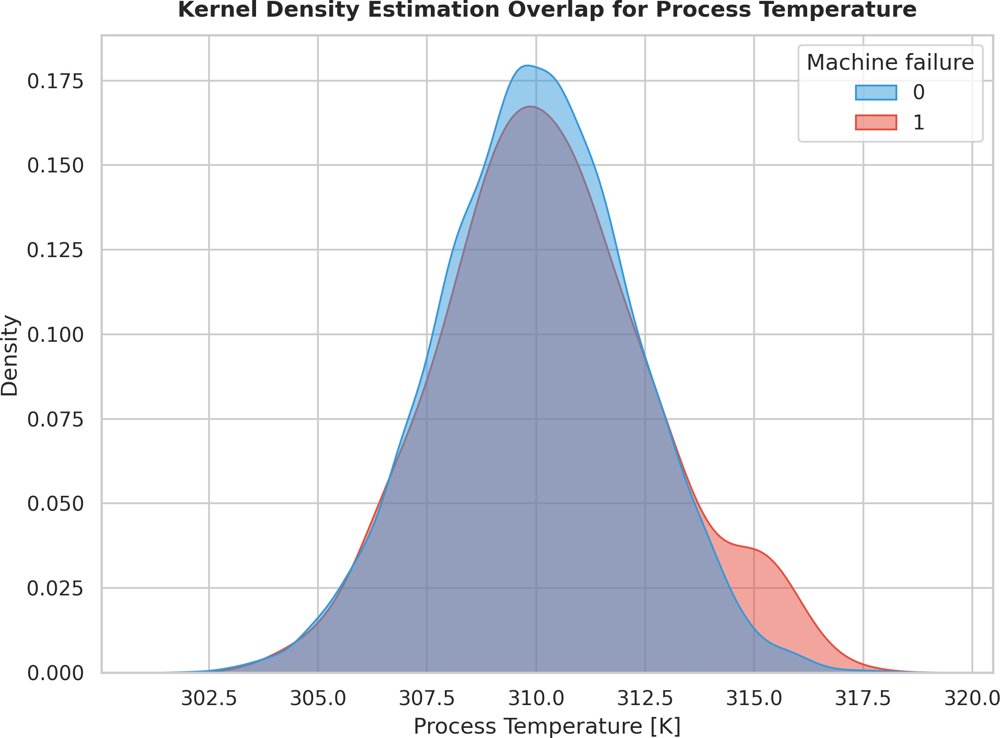 Kernel Density Estimation Overlap for Process Temperature
Machine failure
0
1
Density
0.175
0.150
0.125
0.100
0.075
0.050
0.025
0.000
302.5 305.0 307.5 310.0 312.5 315.0 317.5 320.0
Process Temperature [K]